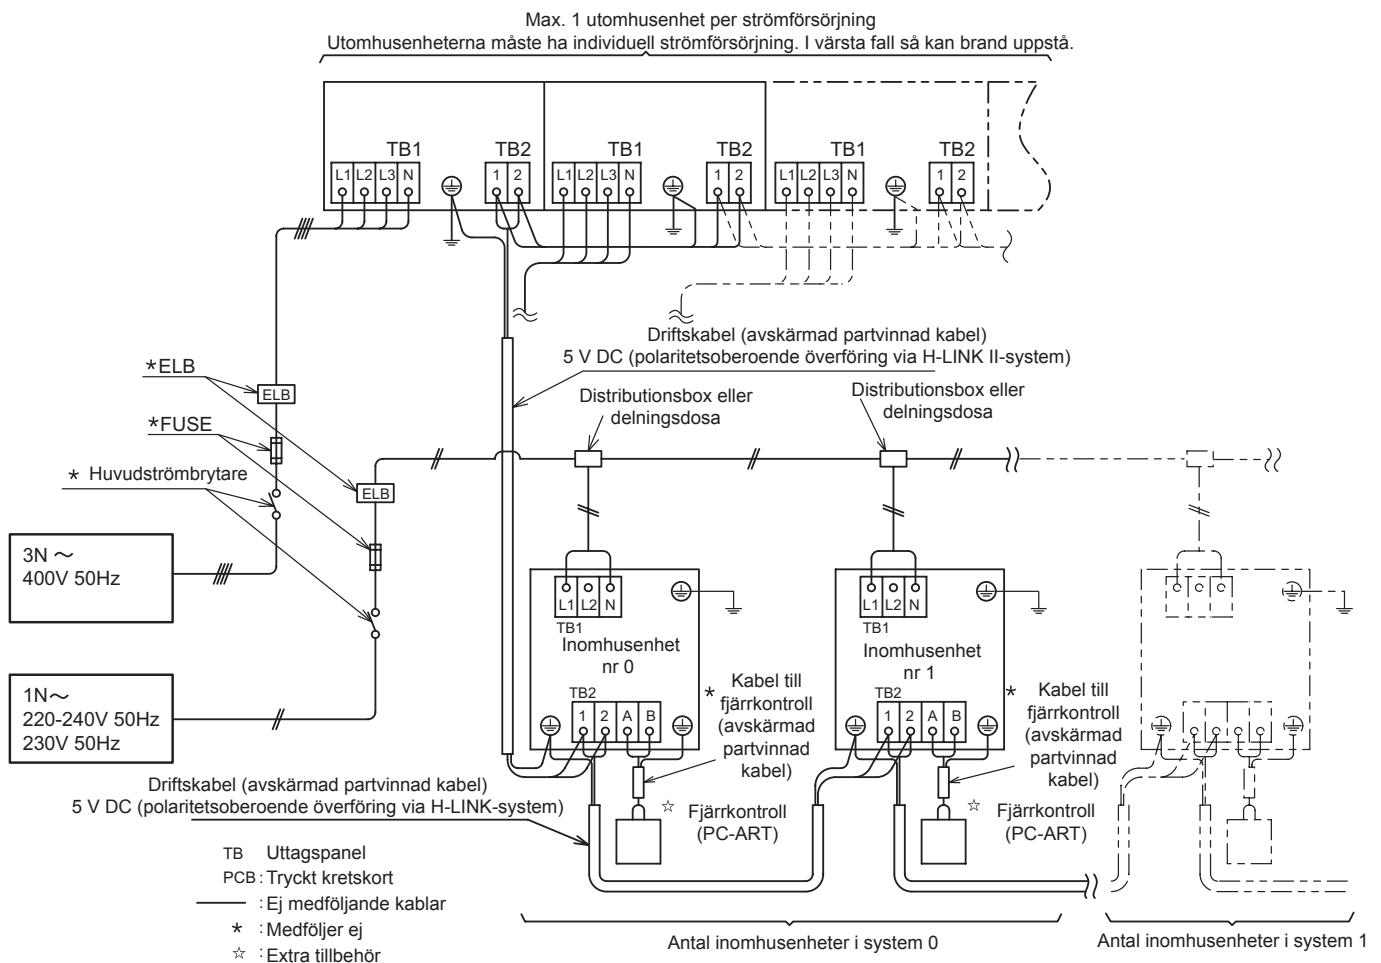 Max. 1 utomhusenhet per strömförsörjning
Utomhusenheterna måste ha individuell strömförsörjning. I värsta fall så kan brand uppstå.
TB1 TB2 TB1 TB2 TB1 TB2
L1 L2 L3 N 1 2 L1 L2 L3 N 1 2 L1 L2 L3 N 1 2
Driftskabel (avskärmad partvinnad kabel)
5 V DC (polaritetsoberoende överföring via H-LINK II-system)
*ELB
ELB
Distributionsbox eller
delningsdosa
Distributionsbox eller
delningsdosa
*FUSE
* Huvudströmbrytare
ELB
3N ~
400V 50Hz
1N~
220-240V 50Hz
230V 50Hz
L1 L2 N
TB1
Inomhusenhet
nr 0
TB2
1 2 A B
* Kabel till
fjärrkontroll
(avskärmad
partvinnad
kabel)
☆ Fjärrkontroll
(PC-ART)
L1 L2 N
TB1
Inomhusenhet
nr 1
TB2
1 2 A B
* Kabel till
fjärrkontroll
(avskärmad
partvinnad
kabel)
☆ Fjärrkontroll
(PC-ART)
Driftskabel (avskärmad partvinnad kabel)
5 V DC (polaritetsoberoende överföring via H-LINK-system)
TB Uttagspanel
PCB : Tryckt kretskort
: Ej medföljande kablar
* : Medföljer ej
☆ : Extra tillbehör
Antal inomhusenheter i system 0
Antal inomhusenheter i system 1